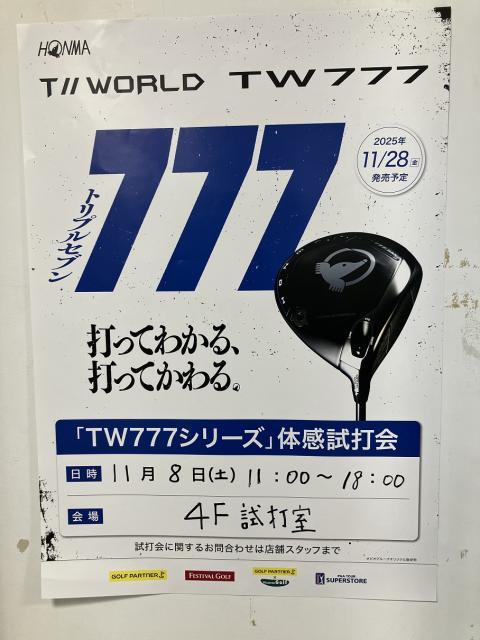 HONMA
T//WORLD TW777
2025年
11/28(金)
発売予定
777
トリプルセブン
打ってわかる、
打ってかわる。
「TW777シリーズ」体感試打会
日時 11月8日(土) 11:00～18:00
会場 4F 試打室
試打会に関するお問合わせは店舗スタッフまで
GOLF PARTNER FESTIVAL GOLF GOLF PARTNER PGA TOUR SUPERSTORE